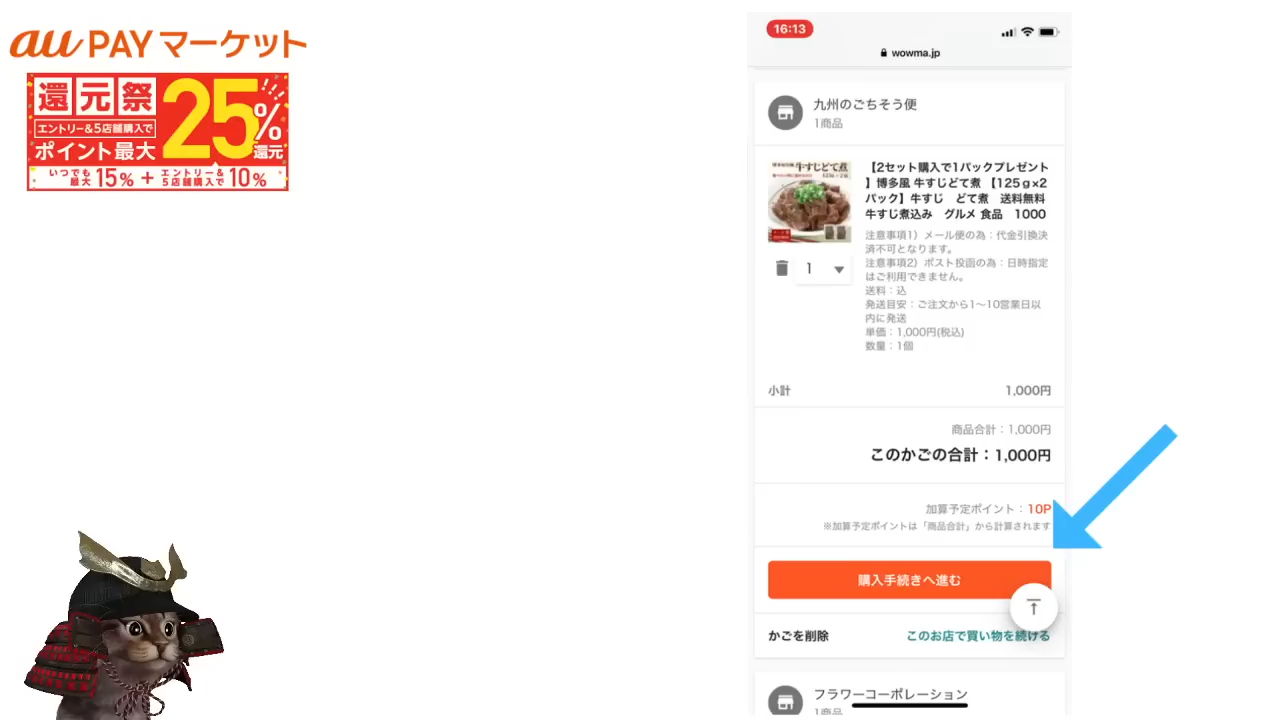 au PAY マーケット
還元祭
エントリー&5店舗購入で
ポイント最大
25%
還元
いつでも最大15% + エントリー&5店舗購入で10%
16:13
wowma.jp
九州のごちそう便
1商品
牛すじどて煮
【2セット購入で1パックプレゼント
】博多風 牛すじどて煮 【125g×2
パック】牛すじ どて煮 送料無料
牛すじ煮込み グルメ 食品 1000
注意事項1）メール便の為：代金引換決
済不可となります。
注意事項2）ポスト投函の為：日時指定
はご利用できません。
送料：込
発送目安：ご注文から1〜10営業日以
内に発送
単価：1,000円(税込)
数量：1個
1
小計 1,000円
商品合計：1,000円
このかごの合計：1,000円
加算予定ポイント：10P
※加算予定ポイントは「商品合計」から計算されます
購入手続きへ進む
かごを削除 このお店で買い物を続ける
フラワーコーポレーション
1商品